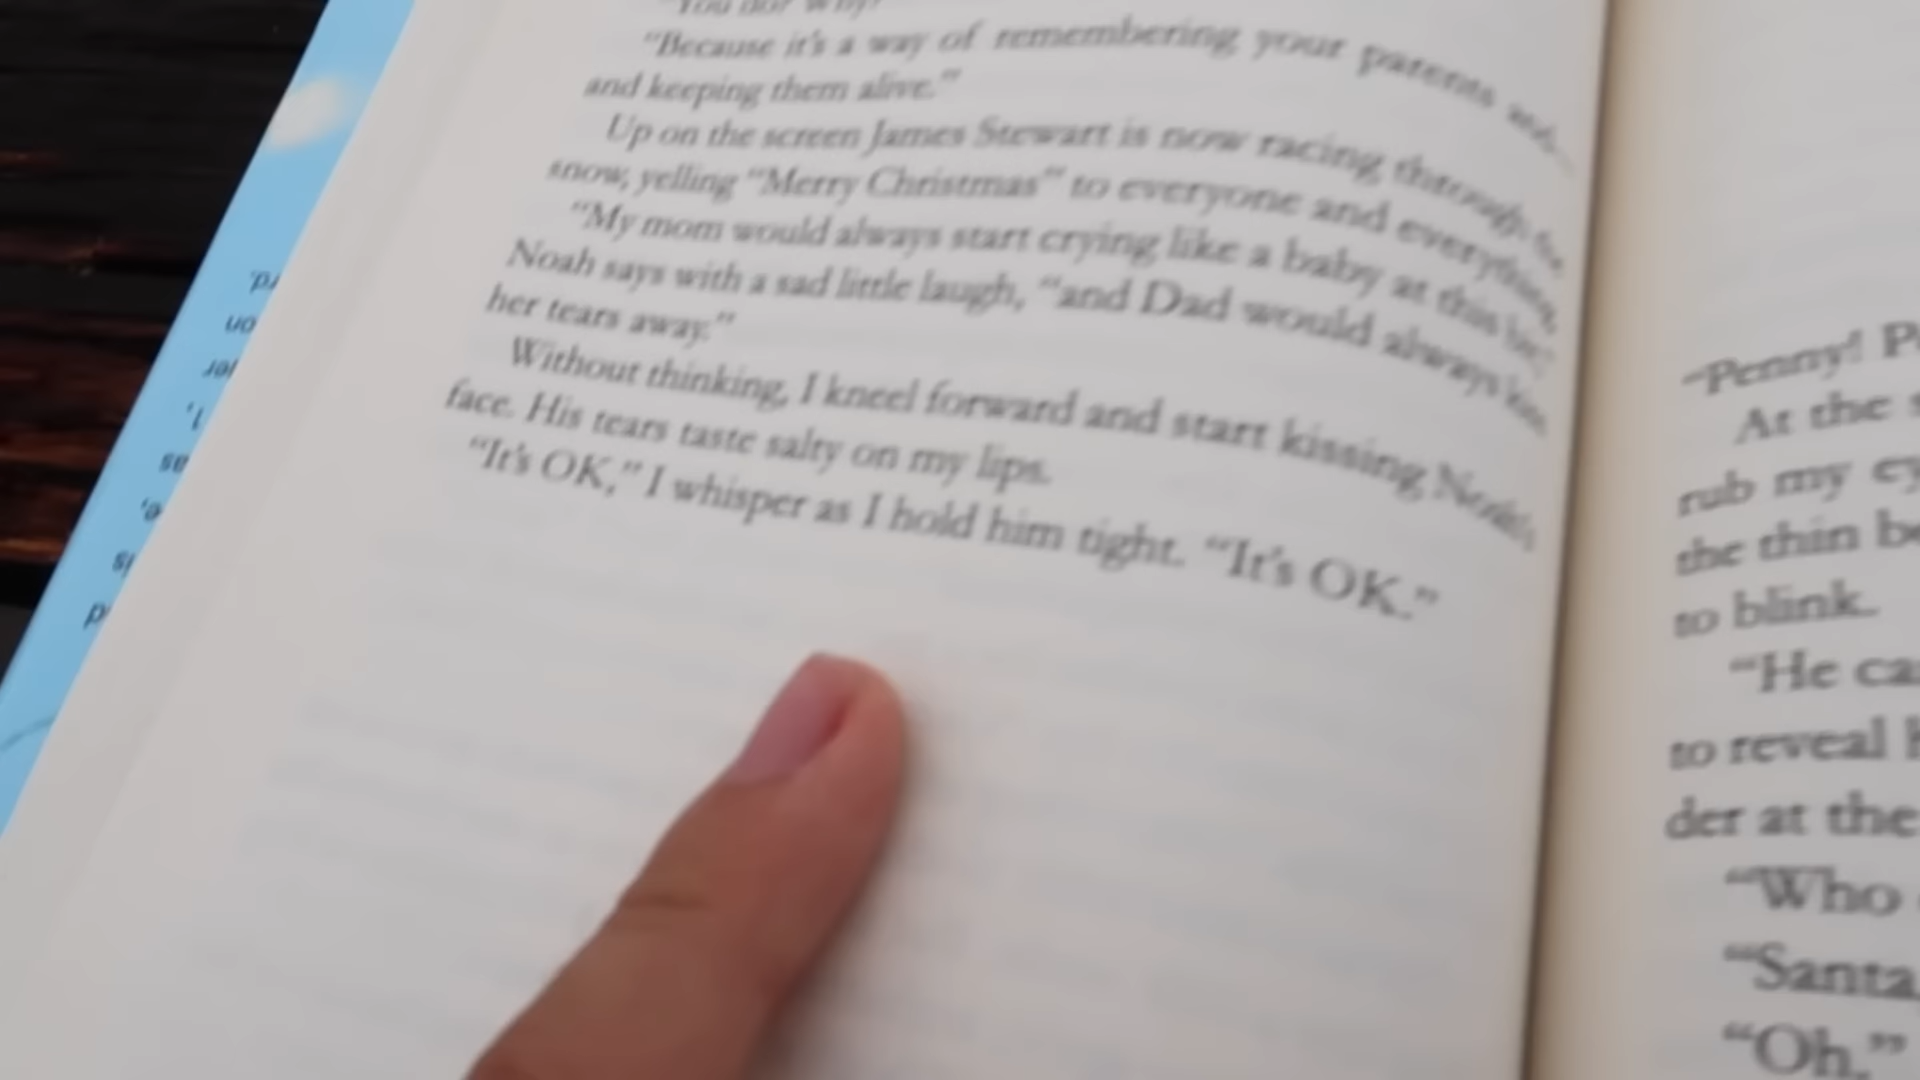 "You do? Why?"
"Because it's a way of remembering your parents and—
and keeping them alive."
Up on the screen James Stewart is now racing through the
snow, yelling "Merry Christmas" to everyone and everything.
"My mom would always start crying like a baby at this bit,"
Noah says with a sad little laugh, "and Dad would always kiss
her tears away."
Without thinking, I kneel forward and start kissing Noah's
face. His tears taste salty on my lips.
"It's OK," I whisper as I hold him tight. "It's OK."
"Penny!
At the
rub my
the thin
to blink.
"He
to reveal
der at the
"Who
"Santa
"Oh,"